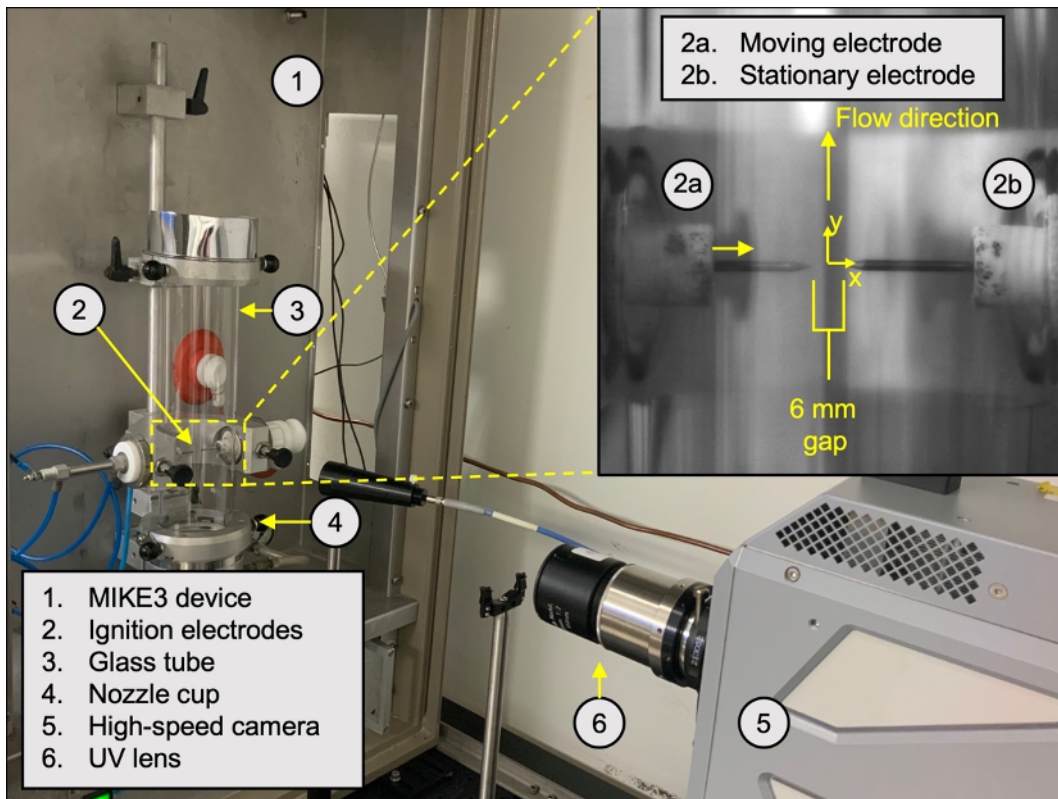 1
2a. Moving electrode
2b. Stationary electrode
Flow direction
2a
2b
y
x
2
3
6 mm
gap
4
1. MIKE3 device
2. Ignition electrodes
3. Glass tube
4. Nozzle cup
5. High-speed camera
6. UV lens
6
5